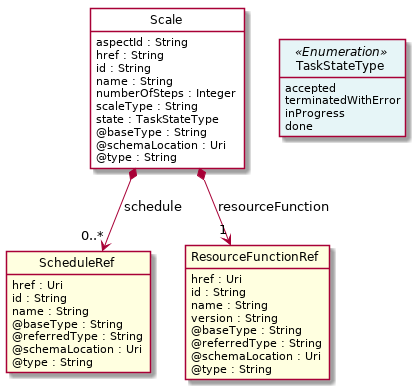 Scale
aspectId : String
href : String
id : String
name : String
numberOfSteps : Integer
scaleType : String
state : TaskStateType
@baseType : String
@schemaLocation : Uri
@type : String
«Enumeration»
TaskStateType
accepted
terminatedWithError
inProgress
done
schedule
resourceFunction
0..*
1
ScheduleRef
href : Uri
id : String
name : String
@baseType : String
@referredType : String
@schemaLocation : Uri
@type : String
ResourceFunctionRef
href : Uri
id : String
name : String
version : String
@baseType : String
@referredType : String
@schemaLocation : Uri
@type : String